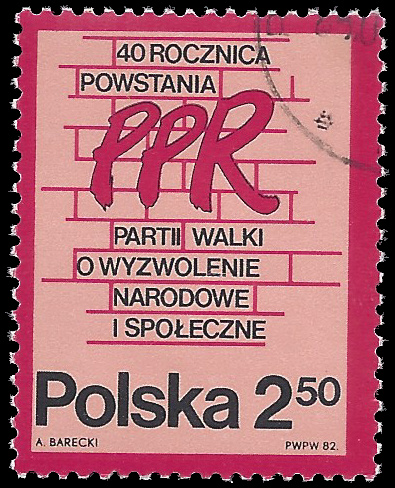 40 ROCZNICA
POWSTANIA
PPR
PARTII WALKI
O WYZWOLENIE
NARODOWE
I SPOŁECZNE
Polska 2 50
A. BARECKI PWPW 82.